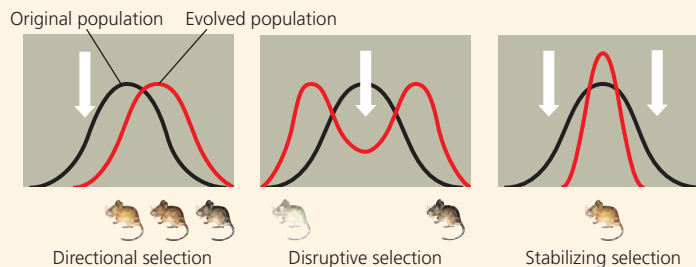 Original population
Evolved population
Directional selection
Disruptive selection
Stabilizing selection